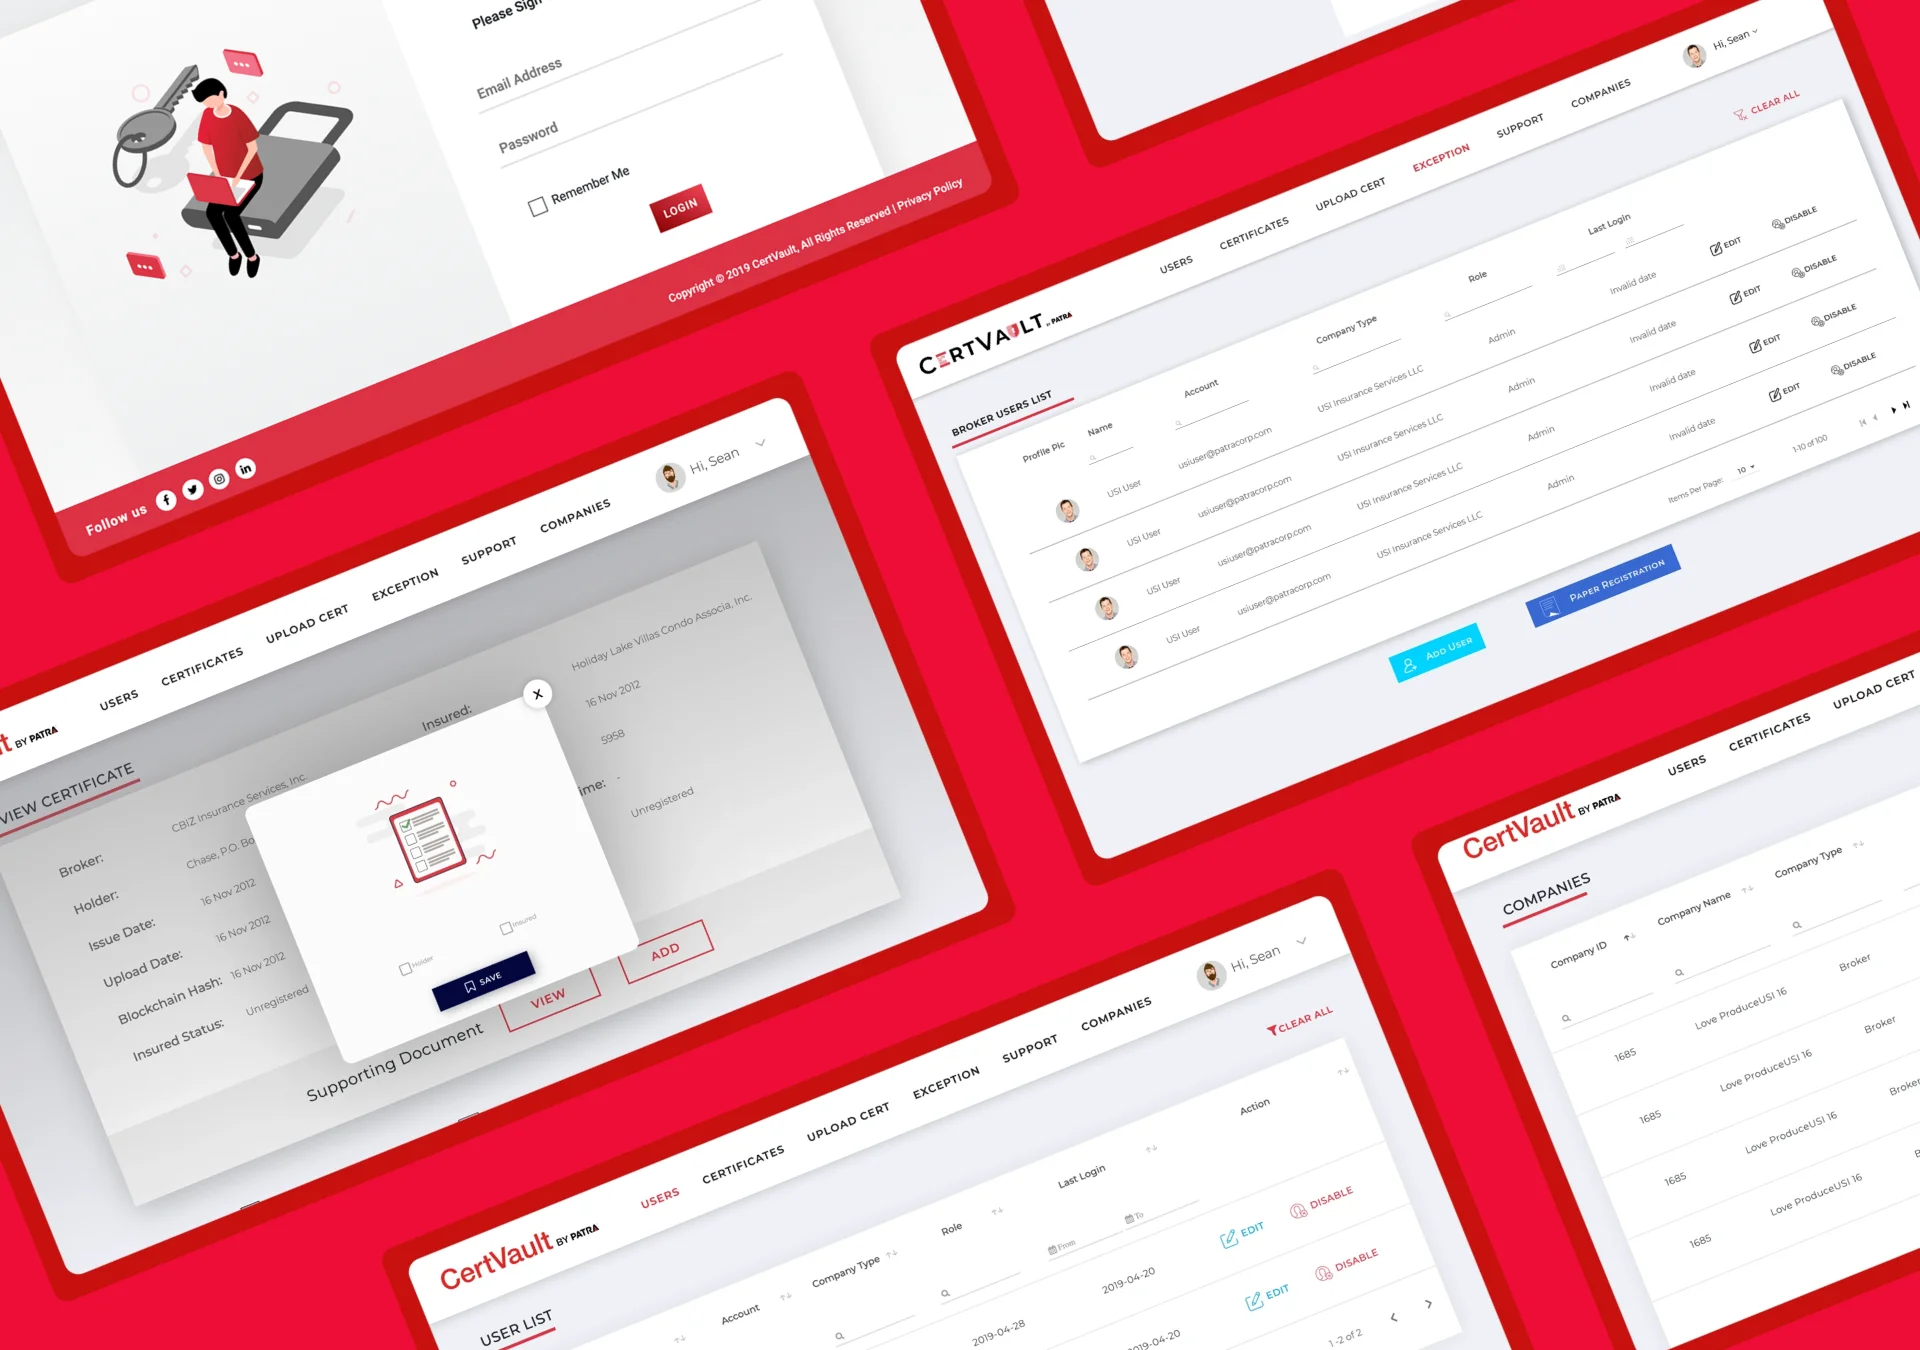 Please Sign
Email Address
Password
Remember Me
LOGIN
Copyright © 2019 CertVault, All Rights Reserved | Privacy Policy
Follow us
BY PATRA
USERS
CERTIFICATES
UPLOAD CERT
EXCEPTION
SUPPORT
COMPANIES
Hi, Sean
VIEW CERTIFICATE
Broker:
CBIZ Insurance Services, Inc.
Holder:
Chase, P.O. Bo
Issue Date:
16 Nov 2012
Upload Date:
16 Nov 2012
Blockchain Hash:
16 Nov 2012
Insured Status:
Unregistered
Insured:
Holiday Lake Villas Condo Associa, Inc.
16 Nov 2012
5958
ime: -
Unregistered
X
Insured
Holder
SAVE
Supporting Document
VIEW
ADD
CERTVAULT BY PATRA
USERS
CERTIFICATES
UPLOAD CERT
EXCEPTION
SUPPORT
COMPANIES
Hi, Sean
CLEAR ALL
BROKER USERS LIST
Profile Pic
Name
Account
Company Type
Role
Last Login
USI User
usiuser@patracorp.com
USI Insurance Services LLC
Admin
Invalid date
EDIT
DISABLE
USI User
usiuser@patracorp.com
USI Insurance Services LLC
Admin
Invalid date
EDIT
DISABLE
USI User
usiuser@patracorp.com
USI Insurance Services LLC
Admin
Invalid date
EDIT
DISABLE
USI User
usiuser@patracorp.com
USI Insurance Services LLC
Admin
Invalid date
EDIT
DISABLE
Items Per Page:
10
1-10 of 100
ADD USER
PAPER REGISTRATION
CertVault BY PATRA
USERS
CERTIFICATES
UPLOAD CERT
EXCEPTION
SUPPORT
COMPANIES
Hi, Sean
CLEAR ALL
USER LIST
Account
Company Type
Role
Last Login
Action
From
To
2019-04-28
2019-04-20
EDIT
DISABLE
2019-04-20
EDIT
DISABLE
1 -2 of 2
CertVault BY PATRA
USERS
CERTIFICATES
UPLOAD CERT
COMPANIES
Company ID
Company Name
Company Type
1685
Love ProduceUSI 16
Broker
1685
Love ProduceUSI 16
Broker
1685
Love ProduceUSI 16
Broker
1685
Love ProduceUSI 16
B